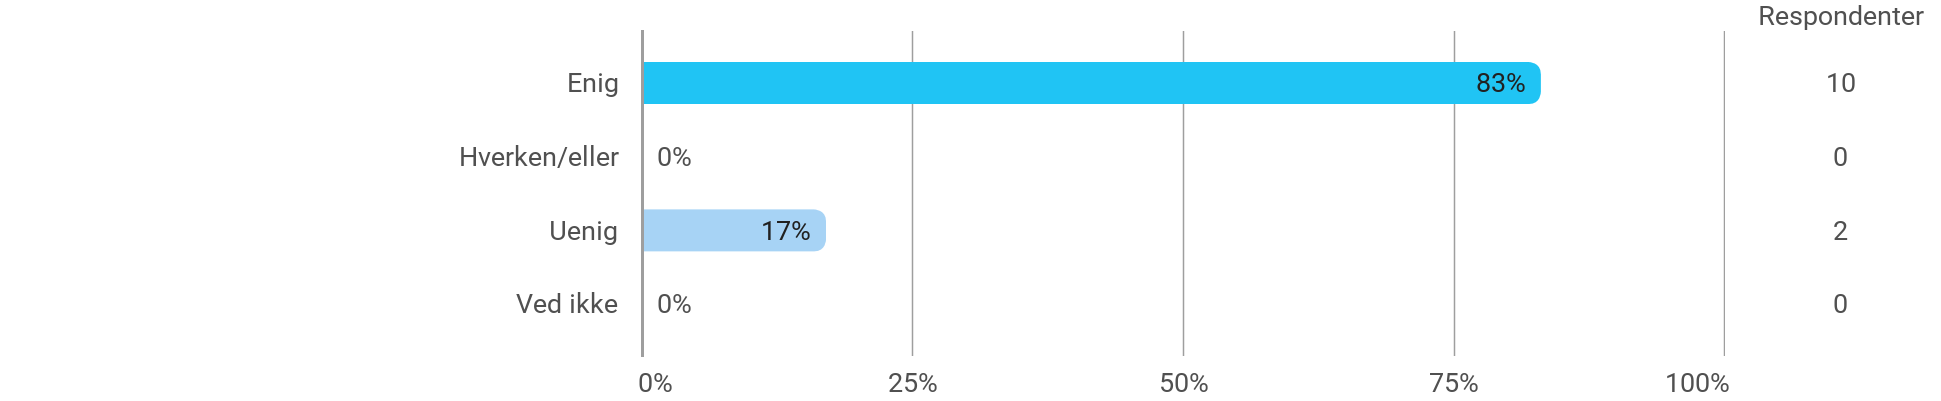 Respondenter
Enig 83% 10
Hverken/eller 0% 0
Uenig 17% 2
Ved ikke 0% 0
0% 25% 50% 75% 100%